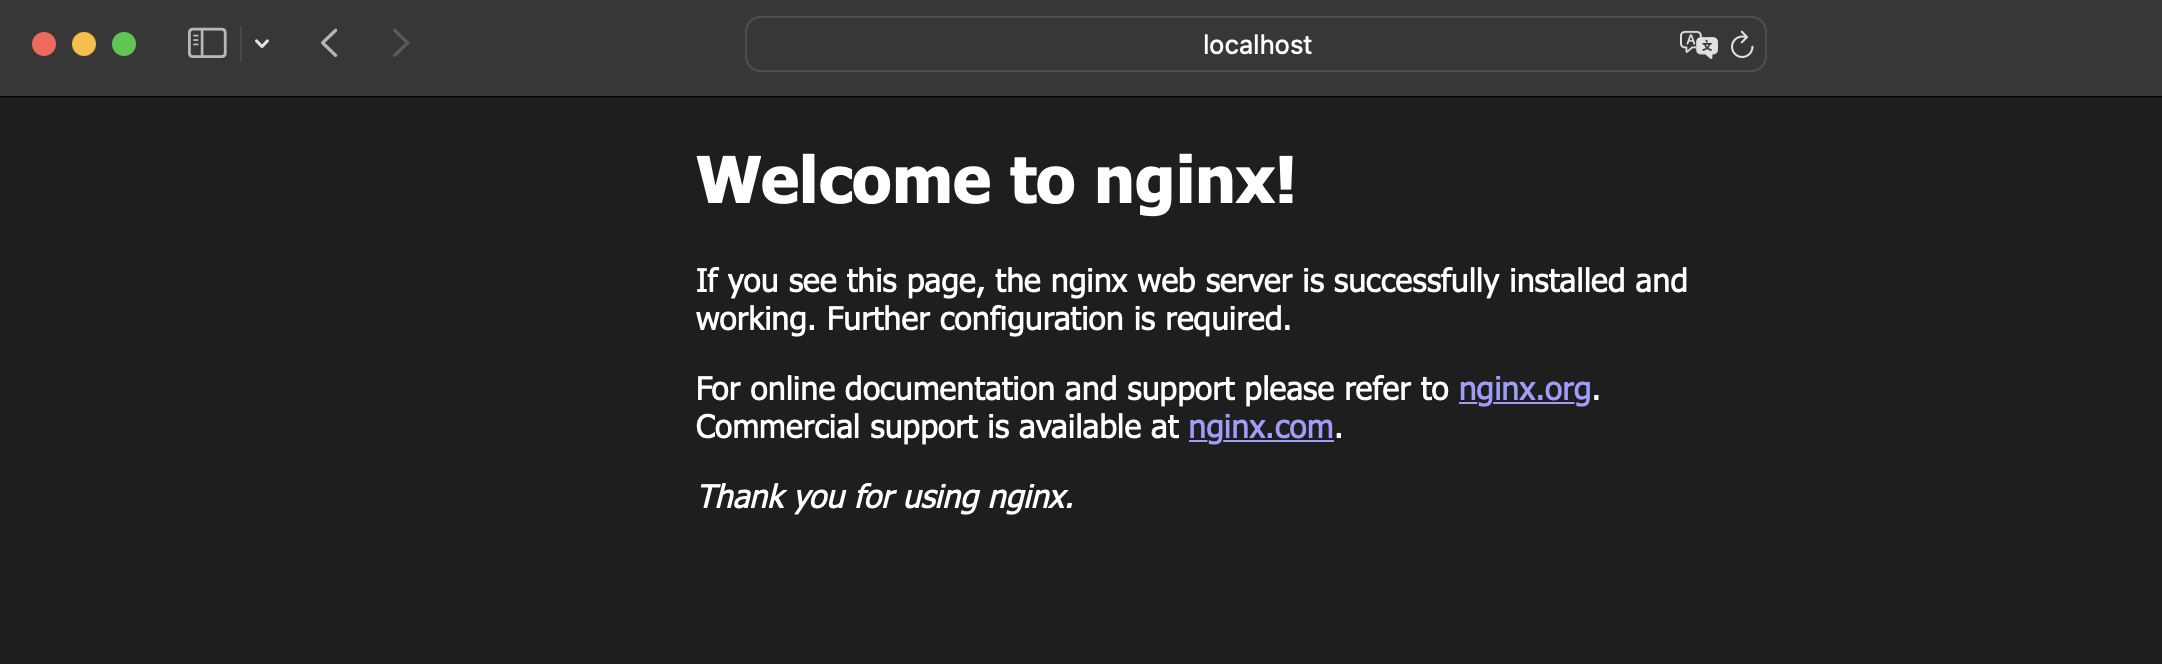 localhost
Welcome to nginx!
If you see this page, the nginx web server is successfully installed and
working. Further configuration is required.
For online documentation and support please refer to nginx.org.
Commercial support is available at nginx.com.
Thank you for using nginx.